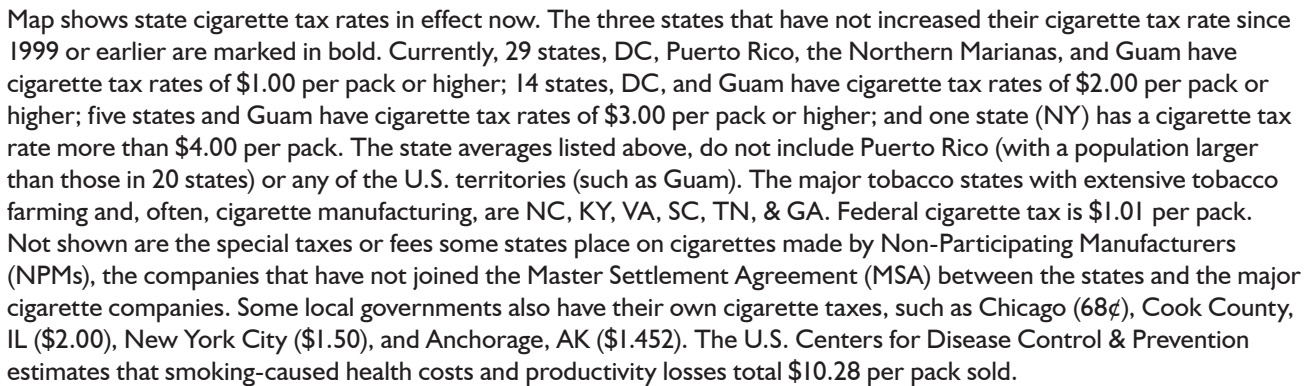 Map shows state cigarette tax rates in effect now. The three states that have not increased their cigarette tax rate since
1999 or earlier are marked in bold. Currently, 29 states, DC, Puerto Rico, the Northern Marianas, and Guam have
cigarette tax rates of $1.00 per pack or higher; 14 states, DC, and Guam have cigarette tax rates of $2.00 per pack or
higher; five states and Guam have cigarette tax rates of $3.00 per pack or higher; and one state (NY) has a cigarette tax
rate more than $4.00 per pack. The state averages listed above, do not include Puerto Rico (with a population larger
than those in 20 states) or any of the U.S. territories (such as Guam). The major tobacco states with extensive tobacco
farming and, often, cigarette manufacturing, are NC, KY, VA, SC, TN, & GA. Federal cigarette tax is $1.01 per pack.
Not shown are the special taxes or fees some states place on cigarettes made by Non-Participating Manufacturers
(NPMs), the companies that have not joined the Master Settlement Agreement (MSA) between the states and the major
cigarette companies. Some local governments also have their own cigarette taxes, such as Chicago (68¢), Cook County,
IL ($2.00), New York City ($1.50), and Anchorage, AK ($1.452). The U.S. Centers for Disease Control & Prevention
estimates that smoking-caused health costs and productivity losses total $10.28 per pack sold.